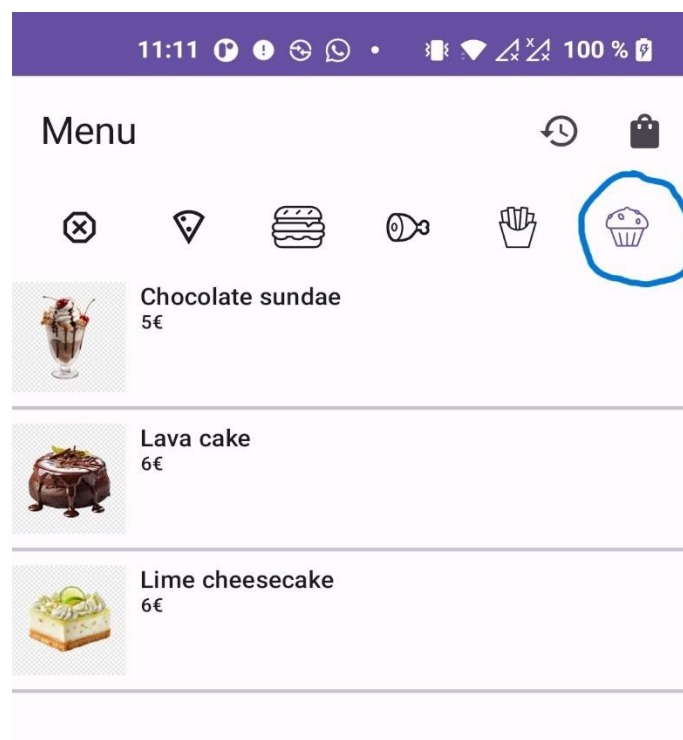 11:11 100 %
Menu
Chocolate sundae
5€
Lava cake
6€
Lime cheesecake
6€